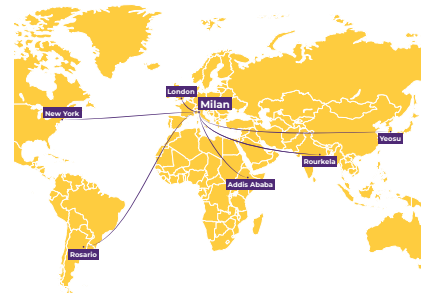 London
Milan
New York
Yeosu
Rourkela
Addis Ababa
Rosario